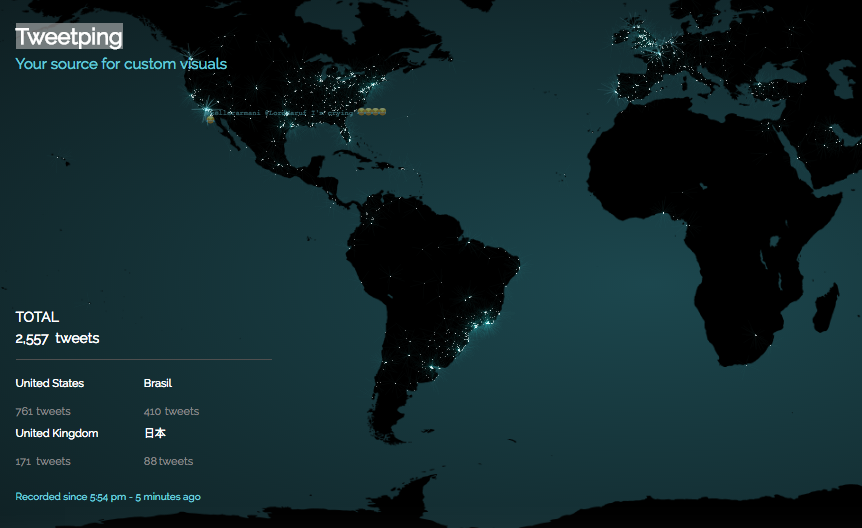 Tweetping
Your source for custom visuals
I'm crying
TOTAL
2,557 tweets
United States
Brasil
761 tweets
410 tweets
United Kingdom
日本
171 tweets
88 tweets
Recorded since 5:54 pm - 5 minutes ago